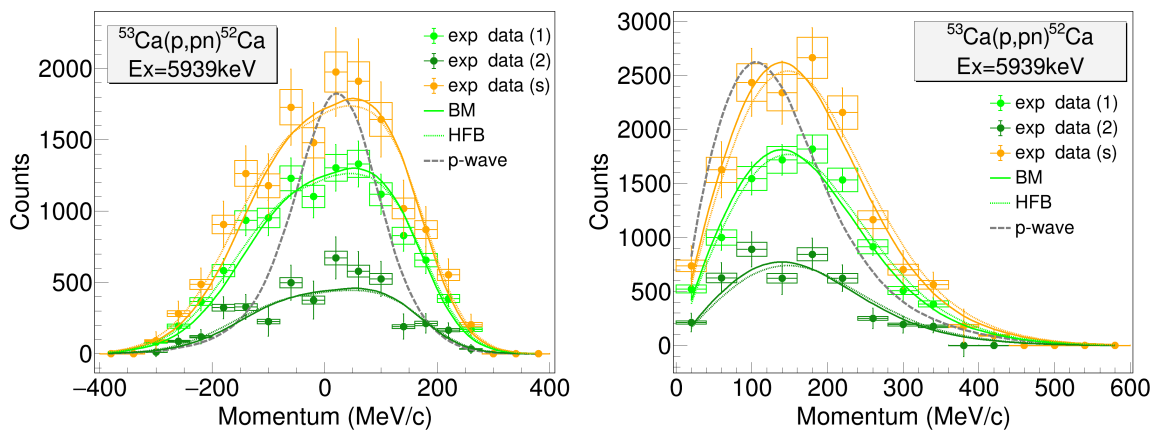 ⁵³Ca(p,pn)⁵²Ca
Ex=5939keV
exp data (1)
exp data (2)
exp data (s)
BM
HFB
p-wave
Counts
2000
1500
1000
500
0
−400 −200 0 200 400
Momentum (MeV/c)
⁵³Ca(p,pn)⁵²Ca
Ex=5939keV
exp data (1)
exp data (2)
exp data (s)
BM
HFB
p-wave
Counts
3000
2500
2000
1500
1000
500
0
0 100 200 300 400 500 600
Momentum (MeV/c)